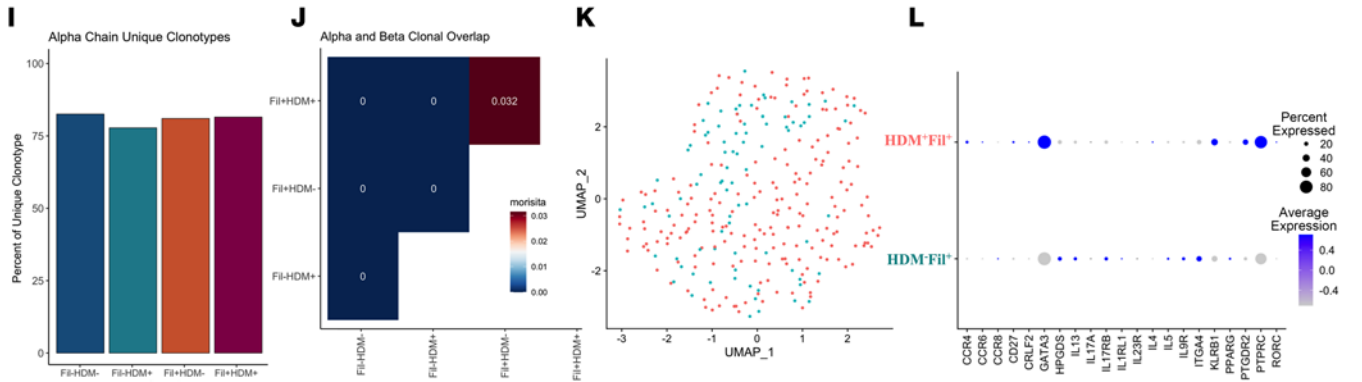 I
Alpha Chain Unique Clonotypes
Percent of Unique Clonotype
100
75
50
25
0
Fil-HDM-
Fil-HDM+
Fil+HDM-
Fil+HDM+
J
Alpha and Beta Clonal Overlap
Fil+HDM+
Fil+HDM-
Fil-HDM+
0
0
0.032
0
0
0
morisita
0.03
0.02
0.01
0.00
Fil-HDM-
Fil-HDM+
Fil+HDM-
Fil+HDM+
K
UMAP_2
2
0
-2
-3
-2
-1
0
1
2
UMAP_1
L
HDM⁺Fil⁺
HDM⁻Fil⁺
CCR4
CCR6
CCR8
CD27
CRLF2
GATA3
HPGDS
IL13
IL17A
IL17RB
IL1RL1
IL23R
IL4
IL5
IL9R
ITGA4
KLRB1
PPARG
PTGDR2
PTPRC
RORC
Percent
Expressed
20
40
60
80
Average
Expression
0.4
0.0
-0.4